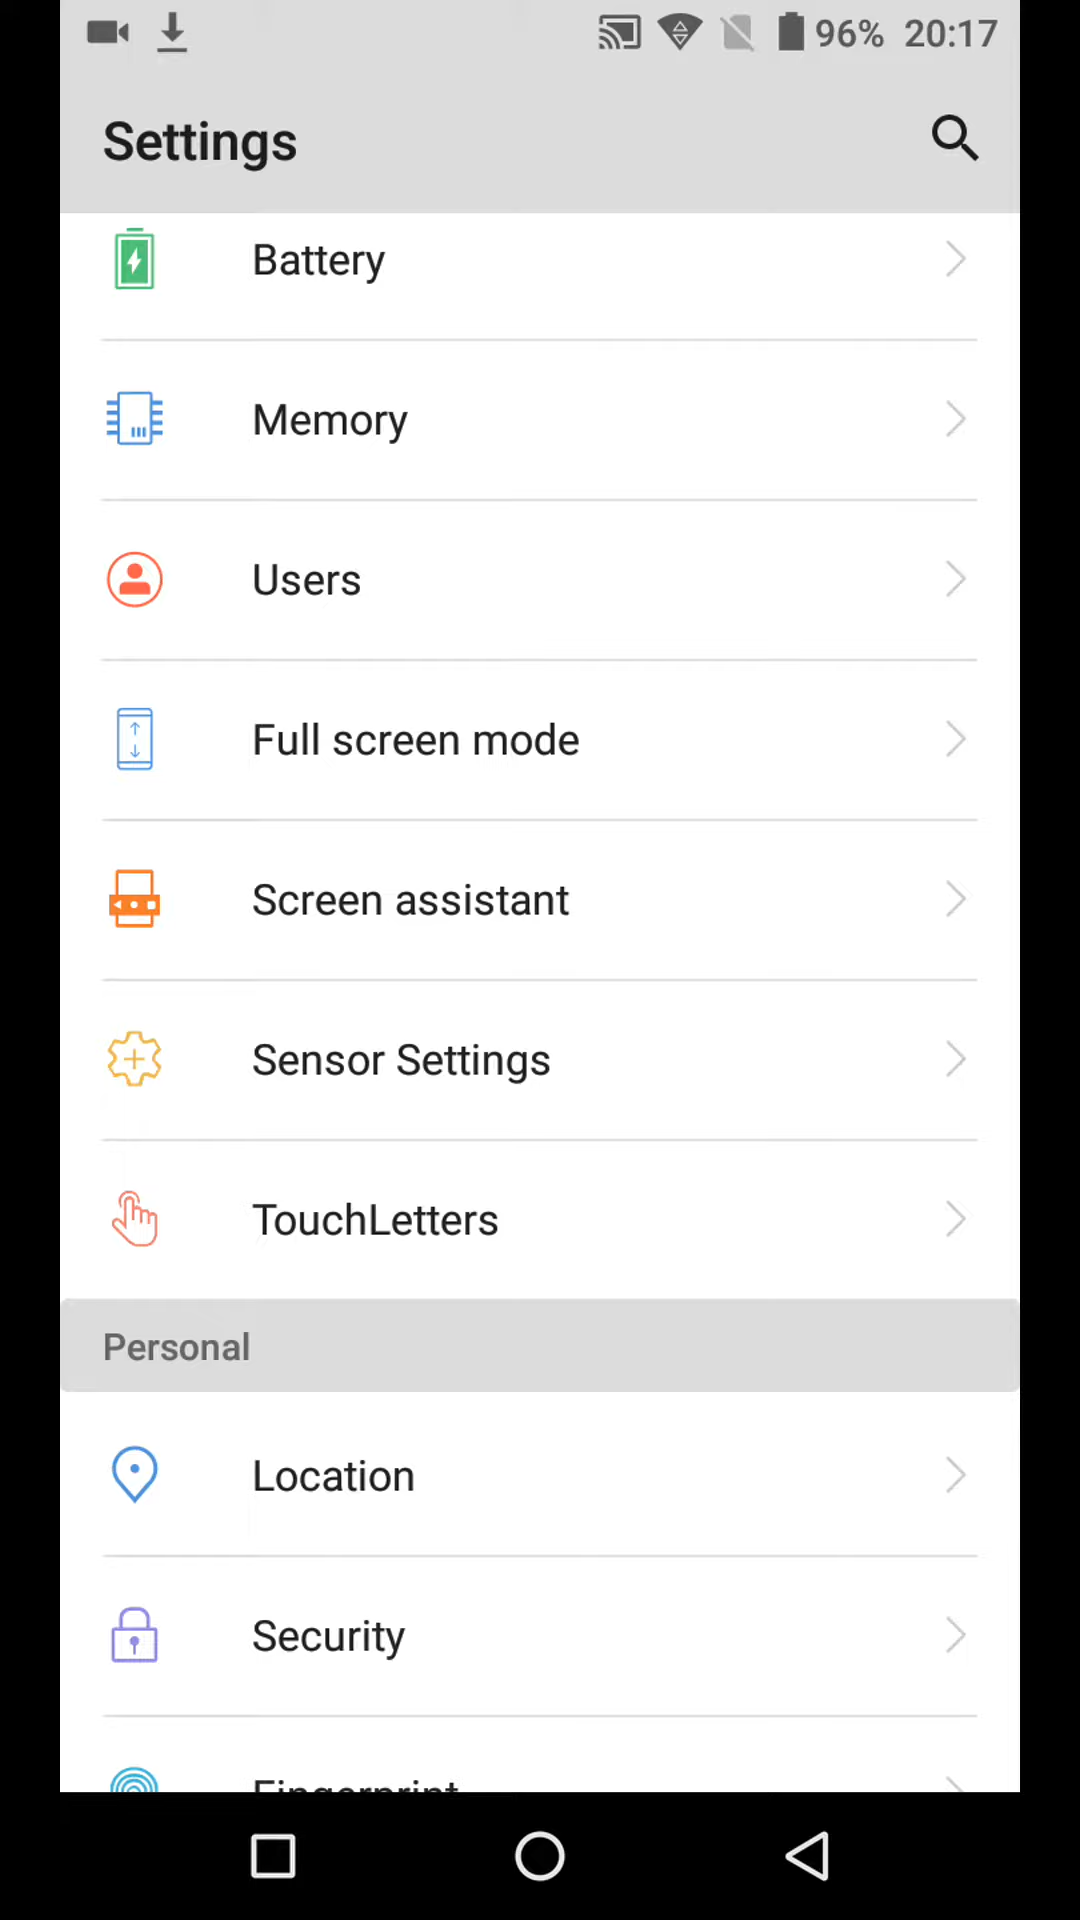 96% 20:17
Settings
Battery
Memory
Users
Full screen mode
Screen assistant
Sensor Settings
TouchLetters
Personal
Location
Security
Fingerprint